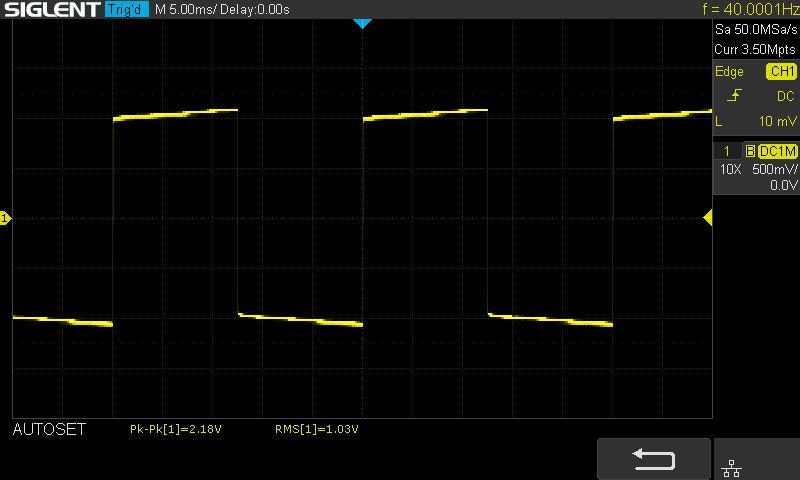 SIGLENT Trig'd M 5.00ms/ Delay:0.00s f = 40.0001Hz
Sa 50.0MSa/s
Curr 3.50Mpts
Edge CH1
DC
L 10 mV
1 B DC1M
10X 500mV/
0.0V
1
AUTOSET Pk-Pk[1]=2.18V RMS[1]=1.03V